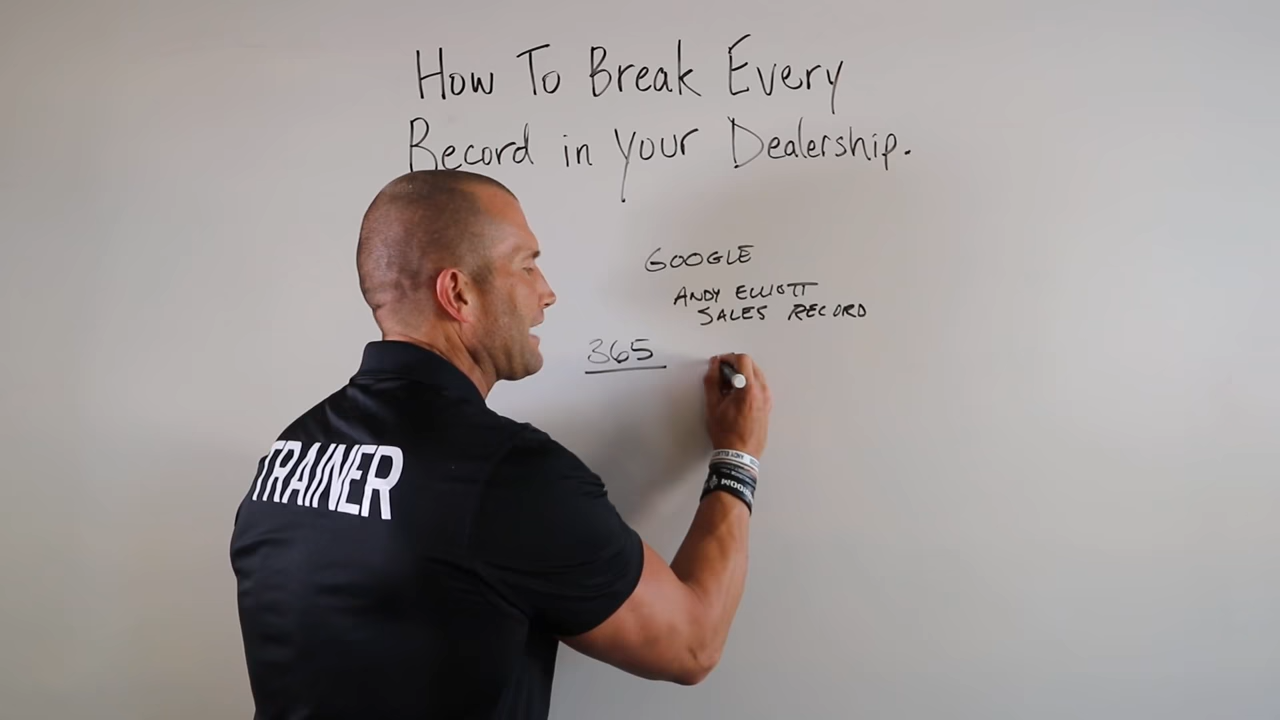 How To Break Every
Record in Your Dealership.
GOOGLE
ANDY ELLIOTT
SALES RECORD
365
TRAINER